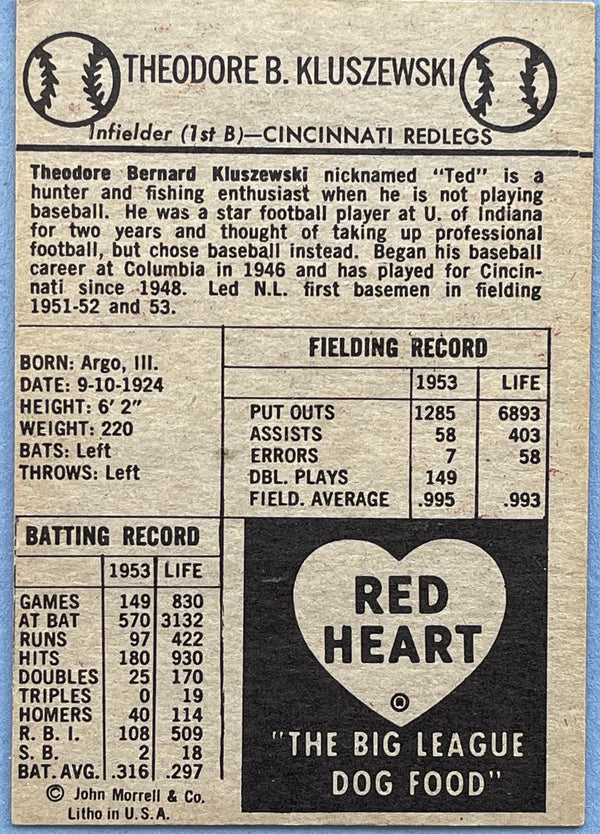 THEODORE B. KLUSZEWSKI
Infielder (1st B)—CINCINNATI REDLEGS
Theodore Bernard Kluszewski nicknamed "Ted" is a
hunter and fishing enthusiast when he is not playing
baseball. He was a star football player at U. of Indiana
for two years and thought of taking up professional
football, but chose baseball instead. Began his baseball
career at Columbia in 1946 and has played for Cincin-
nati since 1948. Led N.L. first basemen in fielding
1951-52 and 53.
BORN: Argo, Ill.
DATE: 9-10-1924
HEIGHT: 6' 2"
WEIGHT: 220
BATS: Left
THROWS: Left
FIELDING RECORD
1953 LIFE
PUT OUTS 1285 6893
ASSISTS 58 403
ERRORS 7 58
DBL. PLAYS 149
FIELD. AVERAGE .995 .993
BATTING RECORD
1953 LIFE
GAMES 149 830
AT BAT 570 3132
RUNS 97 422
HITS 180 930
DOUBLES 25 170
TRIPLES 0 19
HOMERS 40 114
R. B. I. 108 509
S. B. 2 18
BAT. AVG. .316 .297
© John Morrell & Co.
Litho in U.S.A.
RED
HEART
"THE BIG LEAGUE
DOG FOOD"